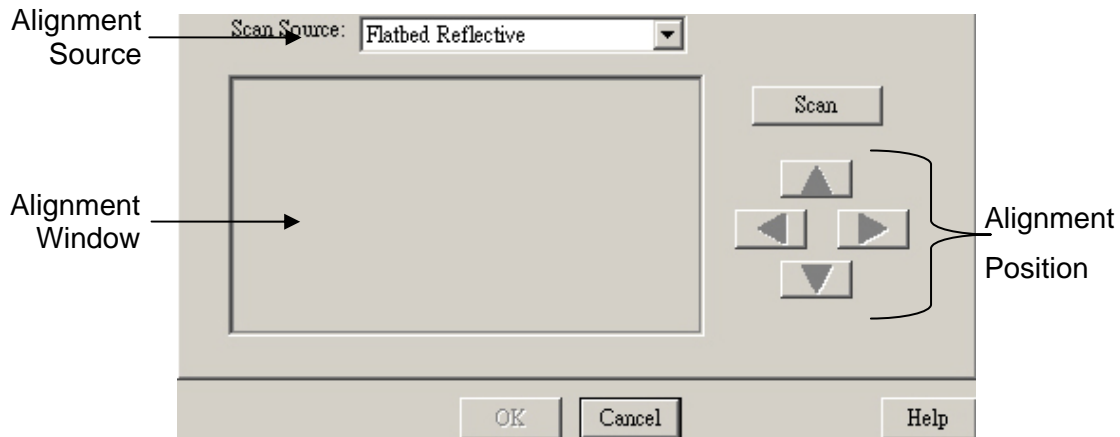 Alignment
Source
Scan Source: Flatbed Reflective
Scan
Alignment
Window
Alignment
Position
OK Cancel Help